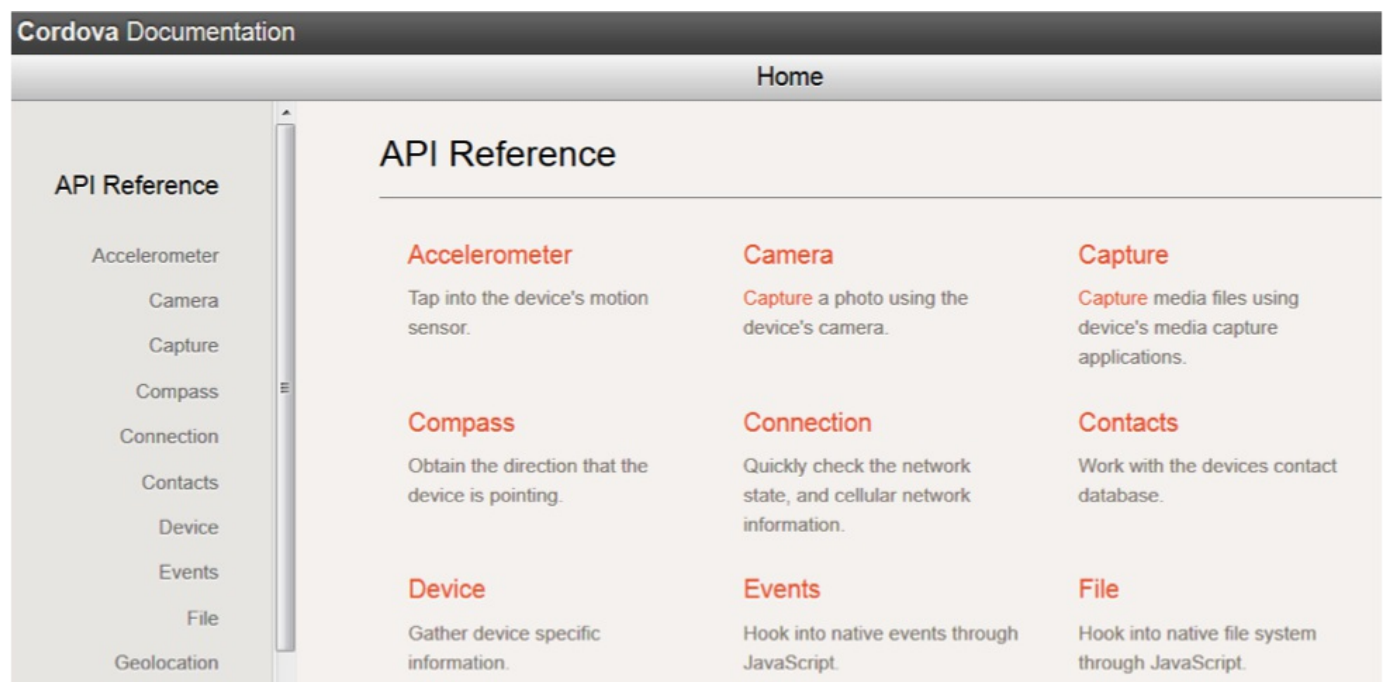 Cordova Documentation
Home
API Reference
Accelerometer
Camera
Capture
Compass
Connection
Contacts
Device
Events
File
Geolocation
API Reference
Accelerometer
Tap into the device's motion
sensor.
Camera
Capture a photo using the
device's camera.
Capture
Capture media files using
device's media capture
applications.
Compass
Obtain the direction that the
device is pointing.
Connection
Quickly check the network
state, and cellular network
information.
Contacts
Work with the devices contact
database.
Device
Gather device specific
information.
Events
Hook into native events through
JavaScript.
File
Hook into native file system
through JavaScript.